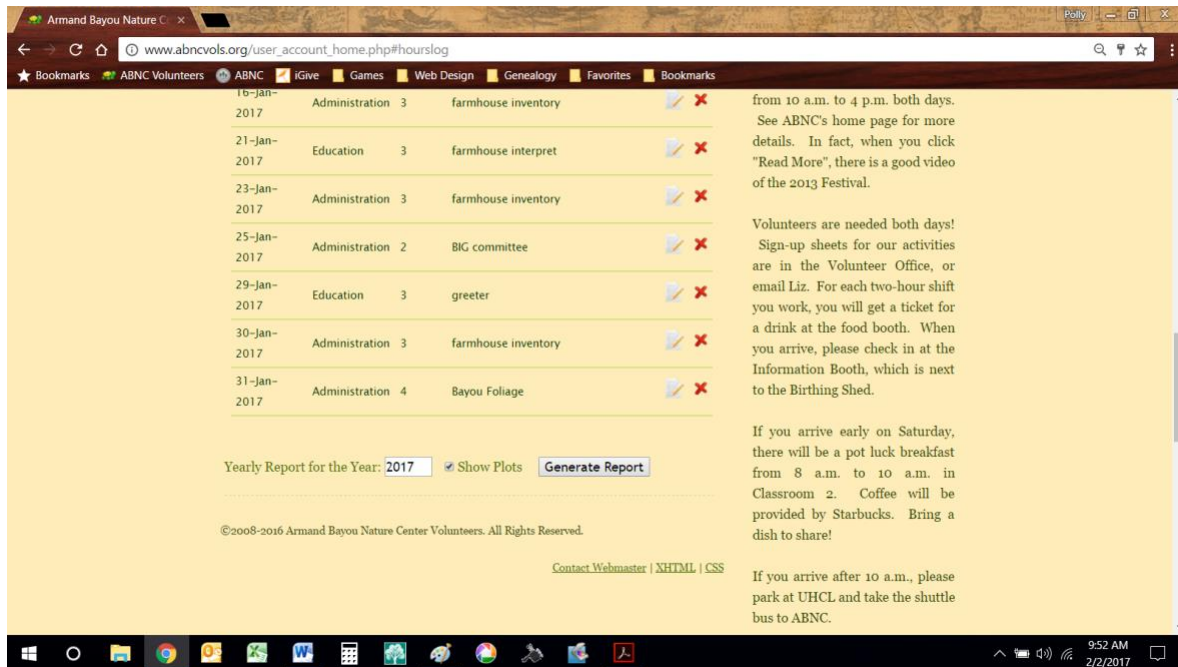 Armand Bayou Nature C
Polly
www.abncvols.org/user_account_home.php#hourslog
Bookmarks ABNC Volunteers ABNC iGive Games Web Design Genealogy Favorites Bookmarks
16-Jan-
2017 Administration 3 farmhouse inventory
21-Jan-
2017 Education 3 farmhouse interpret
23-Jan-
2017 Administration 3 farmhouse inventory
25-Jan-
2017 Administration 2 BIG committee
29-Jan-
2017 Education 3 greeter
30-Jan-
2017 Administration 3 farmhouse inventory
31-Jan-
2017 Administration 4 Bayou Foliage
Yearly Report for the Year: 2017 Show Plots Generate Report
©2008-2016 Armand Bayou Nature Center Volunteers. All Rights Reserved.
Contact Webmaster | XHTML | CSS
from 10 a.m. to 4 p.m. both days.
See ABNC's home page for more
details. In fact, when you click
"Read More", there is a good video
of the 2013 Festival.
Volunteers are needed both days!
Sign-up sheets for our activities
are in the Volunteer Office, or
email Liz. For each two-hour shift
you work, you will get a ticket for
a drink at the food booth. When
you arrive, please check in at the
Information Booth, which is next
to the Birthing Shed.
If you arrive early on Saturday,
there will be a pot luck breakfast
from 8 a.m. to 10 a.m. in
Classroom 2. Coffee will be
provided by Starbucks. Bring a
dish to share!
If you arrive after 10 a.m., please
park at UHCL and take the shuttle
bus to ABNC.
9:52 AM
2/2/2017